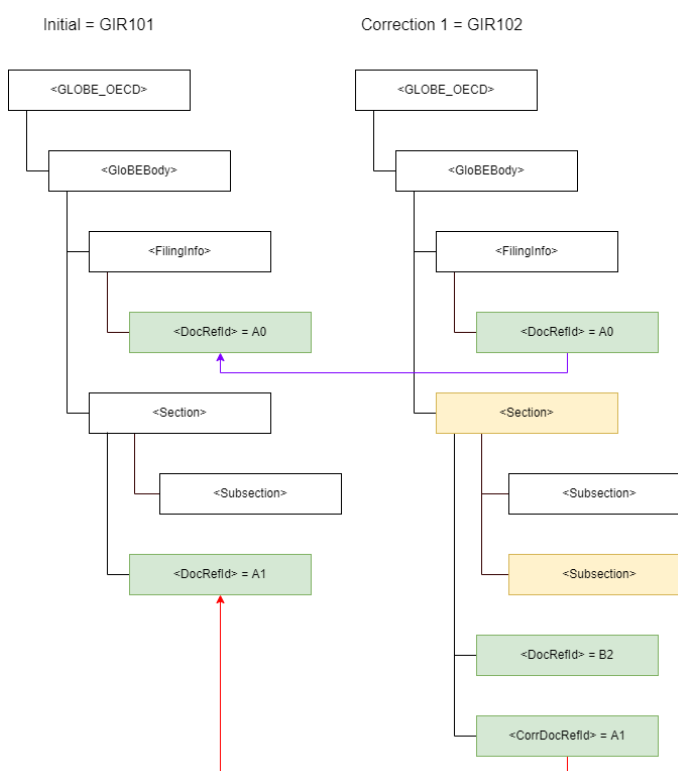 Initial = GIR101
Correction 1 = GIR102
<GLOBE_OECD>
<GLOBE_OECD>
<GloBEBody>
<GloBEBody>
<FilingInfo>
<FilingInfo>
<DocRefId> = A0
<DocRefId> = A0
<Section>
<Section>
<Subsection>
<Subsection>
<DocRefId> = A1
<Subsection>
<DocRefId> = B2
<CorrDocRefId> = A1